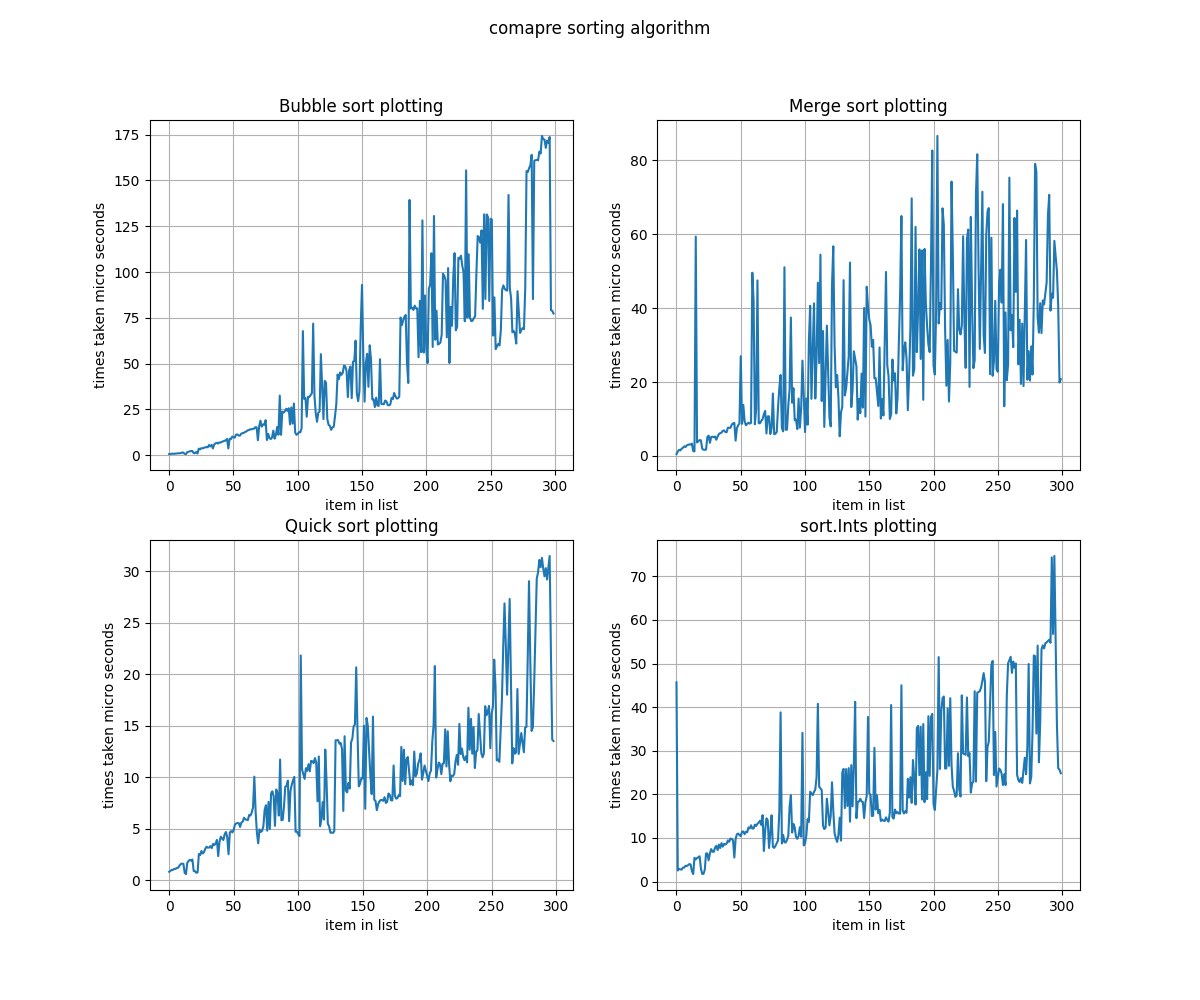 comapre sorting algorithm
Bubble sort plotting
times taken micro seconds
175
150
125
100
75
50
25
0
0 50 100 150 200 250 300
item in list
Merge sort plotting
times taken micro seconds
80
60
40
20
0
0 50 100 150 200 250 300
item in list
Quick sort plotting
times taken micro seconds
30
25
20
15
10
5
0
0 50 100 150 200 250 300
item in list
sort.Ints plotting
times taken micro seconds
70
60
50
40
30
20
10
0
0 50 100 150 200 250 300
item in list